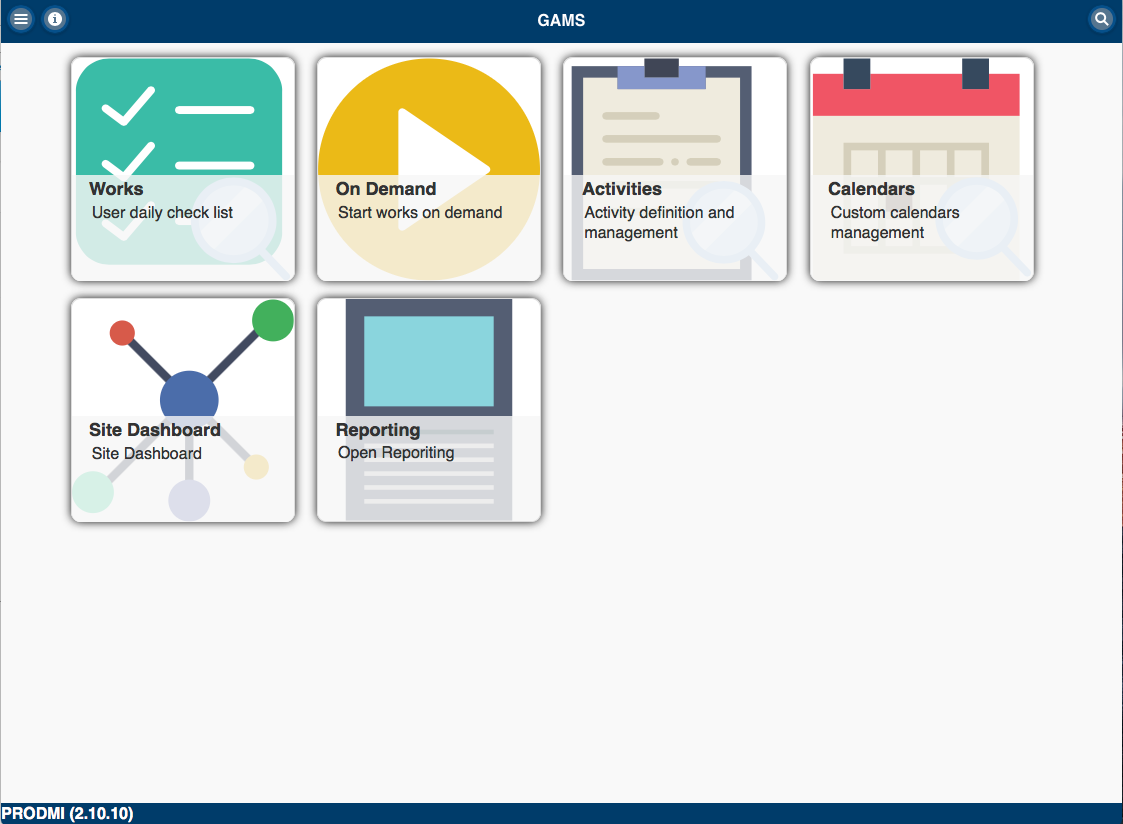 GAMS
Works
User daily check list
On Demand
Start works on demand
Activities
Activity definition and
management
Calendars
Custom calendars
management
Site Dashboard
Site Dashboard
Reporting
Open Reporiting
PRODMI (2.10.10)